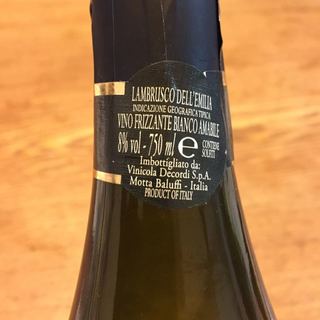 LAMBRUSCO DELL'EMILIA
INDICAZIONE GEOGRAFICA TIPICA
VINO FRIZZANTE BIANCO AMABILE
8% vol - 750 ml e CONTIENE SOLFITI
Imbottigliato da:
Vinicola Decordi S.p.A.
Motta Baluffi - Italia
PRODUCT OF ITALY